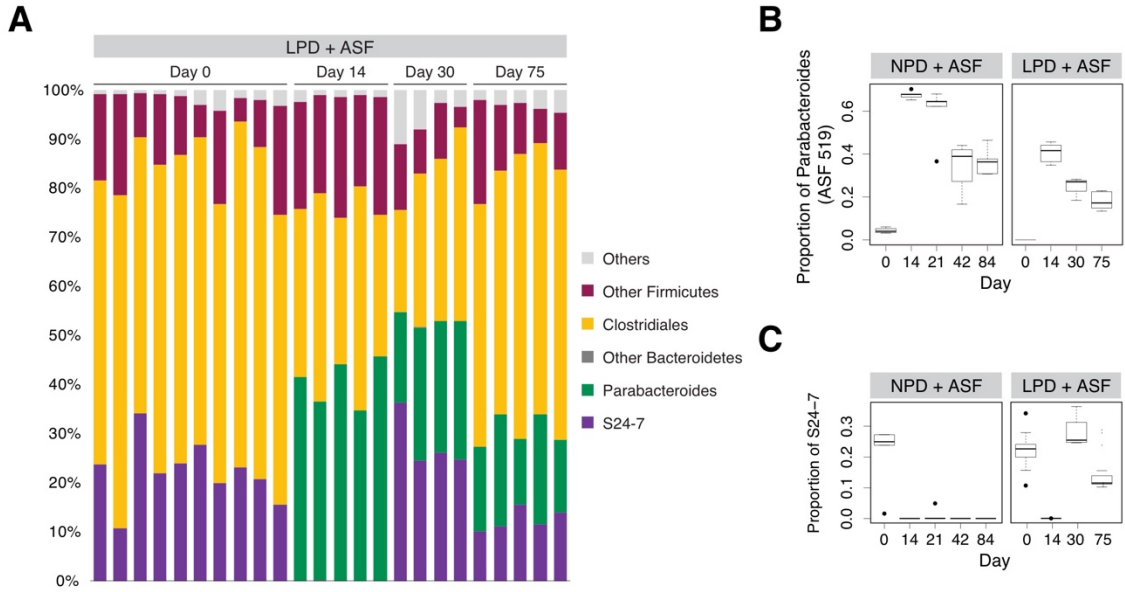 A
LPD + ASF
Day 0 Day 14 Day 30 Day 75
100%
90%
80%
70%
60%
50%
40%
30%
20%
10%
0%
Others
Other Firmicutes
Clostridiales
Other Bacteroidetes
Parabacteroides
S24-7
B
NPD + ASF LPD + ASF
Proportion of Parabacteroides
(ASF 519)
0.6
0.4
0.2
0.0
0 14 21 42 84 0 14 30 75
Day
C
NPD + ASF LPD + ASF
Proportion of S24−7
0.3
0.2
0.1
0.0
0 14 21 42 84 0 14 30 75
Day